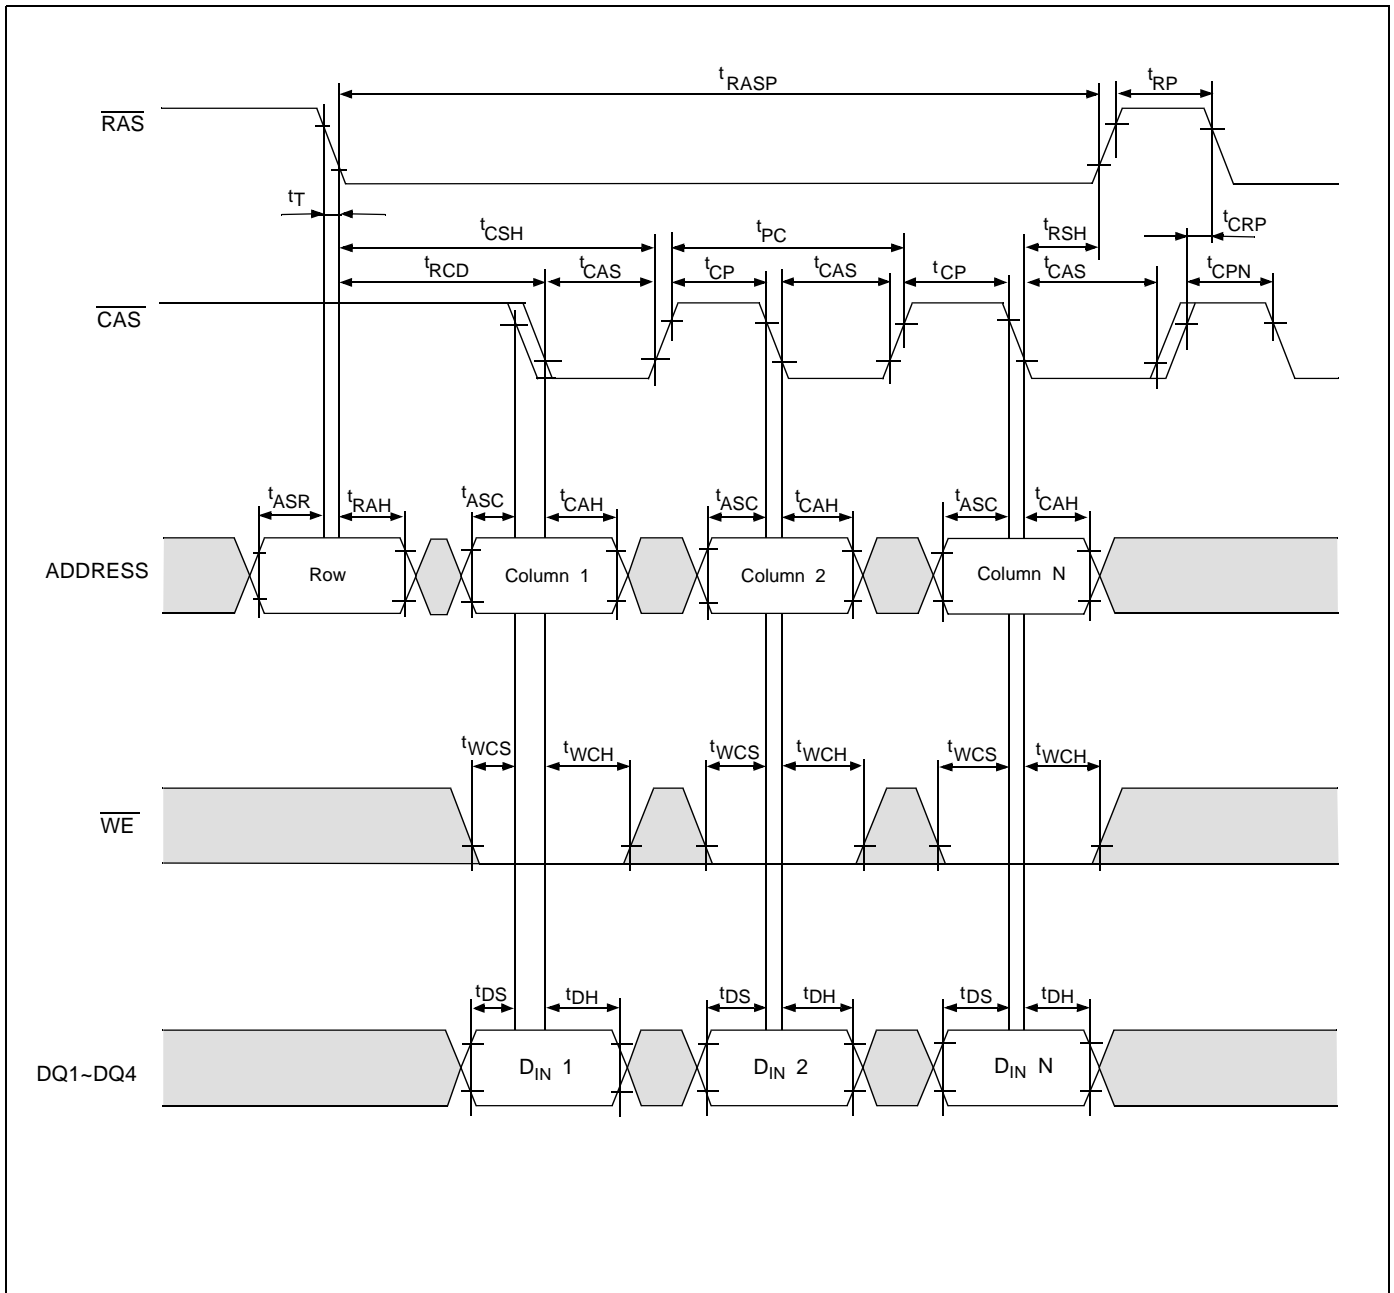 tRASP tRP
RAS
tT
tCSH tPC tRSH tCRP
tRCD tCAS tCP tCAS tCP tCAS tCPN
CAS
tASR tRAH tASC tCAH tASC tCAH tASC tCAH
ADDRESS Row Column 1 Column 2 Column N
tWCS tWCH tWCS tWCH tWCS tWCH
WE
tDS tDH tDS tDH tDS tDH
DQ1~DQ4 DIN 1 DIN 2 DIN N